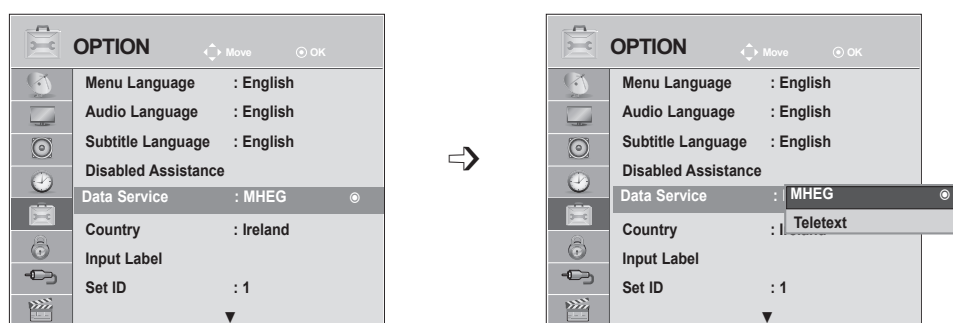 OPTION Move OK
Menu Language : English
Audio Language : English
Subtitle Language : English
Disabled Assistance
Data Service : MHEG
Country : Ireland
Input Label
Set ID : 1
OPTION Move OK
Menu Language : English
Audio Language : English
Subtitle Language : English
Disabled Assistance
Data Service : MHEG
Teletext
Country : Ireland
Input Label
Set ID : 1